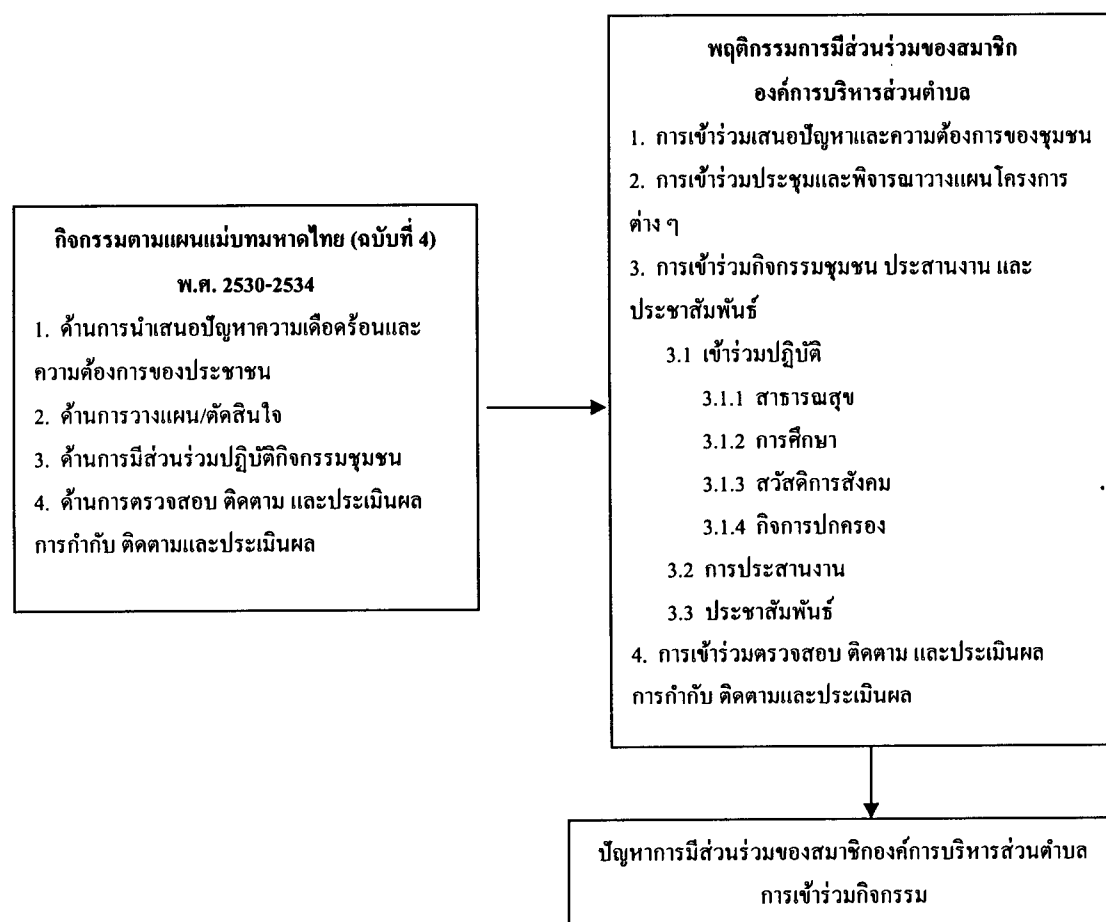 กิจกรรมตามแผนแม่บทมหาดไทย (ฉบับที่ 4)
พ.ศ. 2530-2534
1. ด้านการนำเสนอปัญหาความเดือดร้อนและ
ความต้องการของประชาชน
2. ด้านการวางแผน/ตัดสินใจ
3. ด้านการมีส่วนร่วมปฏิบัติกิจกรรมชุมชน
4. ด้านการตรวจสอบ ติดตาม และประเมินผล
การกำกับ ติดตามและประเมินผล
พฤติกรรมการมีส่วนร่วมของสมาชิก
องค์การบริหารส่วนตำบล
1. การเข้าร่วมเสนอปัญหาและความต้องการของชุมชน
2. การเข้าร่วมประชุมและพิจารณาวางแผนโครงการ
ต่าง ๆ
3. การเข้าร่วมกิจกรรมชุมชน ประสานงาน และ
ประชาสัมพันธ์
3.1 เข้าร่วมปฏิบัติ
3.1.1 สาธารณสุข
3.1.2 การศึกษา
3.1.3 สวัสดิการสังคม
3.1.4 กิจการปกครอง
3.2 การประสานงาน
3.3 ประชาสัมพันธ์
4. การเข้าร่วมตรวจสอบ ติดตาม และประเมินผล
การกำกับ ติดตามและประเมินผล
ปัญหาการมีส่วนร่วมของสมาชิกองค์การบริหารส่วนตำบล
การเข้าร่วมกิจกรรม